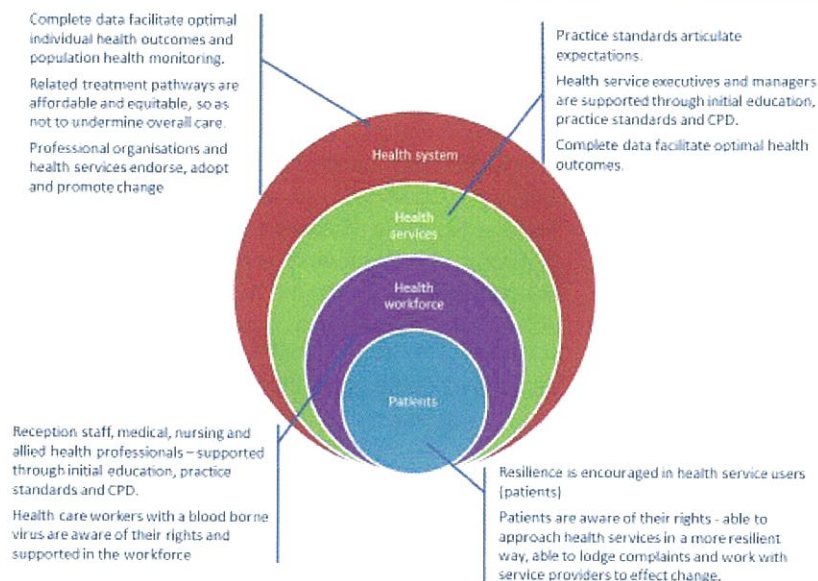 Complete data facilitate optimal
individual health outcomes and
population health monitoring.
Related treatment pathways are
affordable and equitable, so as
not to undermine overall care.
Professional organisations and
health services endorse, adopt
and promote change
Practice standards articulate
expectations.
Health service executives and managers
are supported through initial education,
practice standards and CPD.
Complete data facilitate optimal health
outcomes.
Health system
Health
services
Health
workforce
Patients
Reception staff, medical, nursing and
allied health professionals – supported
through initial education, practice
standards and CPD.
Health care workers with a blood borne
virus are aware of their rights and
supported in the workforce
Resilience is encouraged in health service users
(patients)
Patients are aware of their rights - able to
approach health services in a more resilient
way, able to lodge complaints and work with
service providers to effect change.